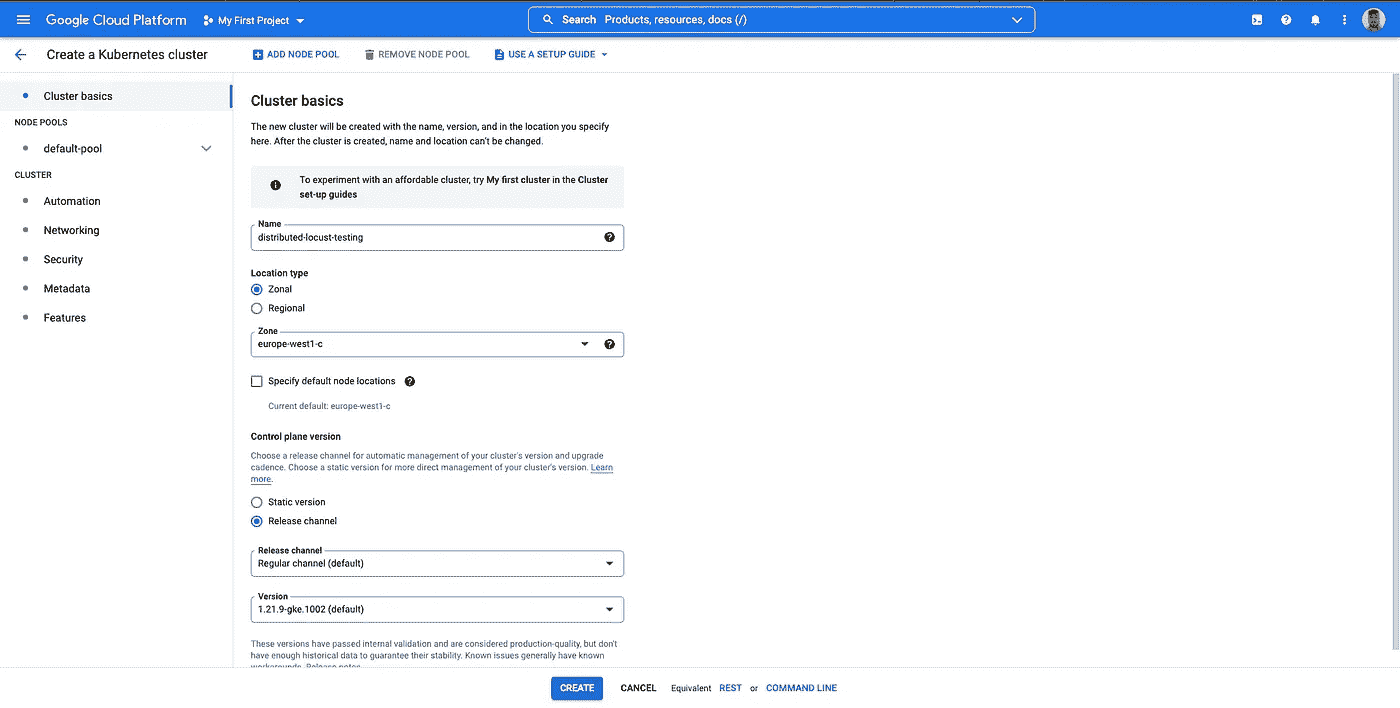 Google Cloud Platform My First Project Search Products, resources, docs (/)
Create a Kubernetes cluster ADD NODE POOL REMOVE NODE POOL USE A SETUP GUIDE
Cluster basics
NODE POOLS
default-pool
CLUSTER
Automation
Networking
Security
Metadata
Features
Cluster basics
The new cluster will be created with the name, version, and in the location you specify
here. After the cluster is created, name and location can't be changed.
To experiment with an affordable cluster, try My first cluster in the Cluster
set-up guides
Name
distributed-locust-testing
Location type
Zonal
Regional
Zone
europe-west1-c
Specify default node locations
Current default: europe-west1-c
Control plane version
Choose a release channel for automatic management of your cluster's version and upgrade
cadence. Choose a static version for more direct management of your cluster's version. Learn
more.
Static version
Release channel
Release channel
Regular channel (default)
Version
1.21.9-gke.1002 (default)
These versions have passed internal validation and are considered production-quality, but don't
have enough historical data to guarantee their stability. Known issues generally have known
workarounds. Release notes.
CREATE CANCEL Equivalent REST or COMMAND LINE